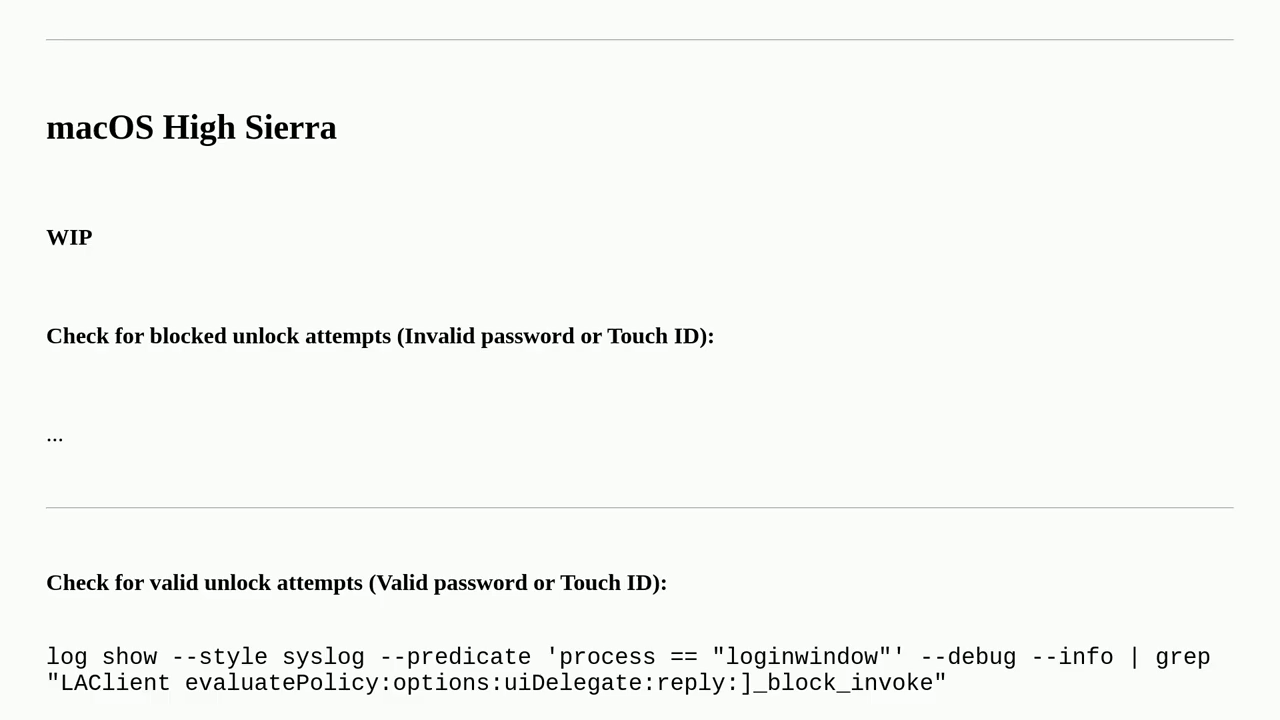 macOS High Sierra
WIP
Check for blocked unlock attempts (Invalid password or Touch ID):
...
Check for valid unlock attempts (Valid password or Touch ID):
log show --style syslog --predicate 'process == "loginwindow"' --debug --info | grep
"LAClient evaluatePolicy:options:uiDelegate:reply:]_block_invoke"